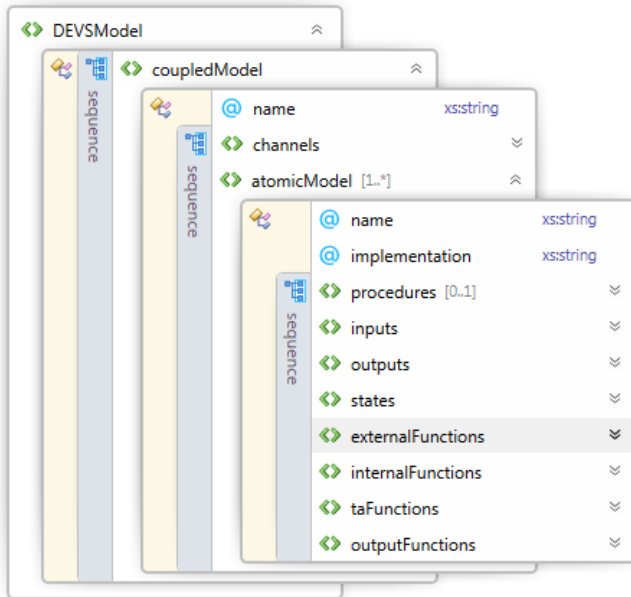 DEVSModel
coupledModel
sequence
@ name xs:string
channels
sequence
atomicModel [1..*]
@ name xs:string
@ implementation xs:string
procedures [0..1]
sequence
inputs
outputs
states
externalFunctions
internalFunctions
taFunctions
outputFunctions